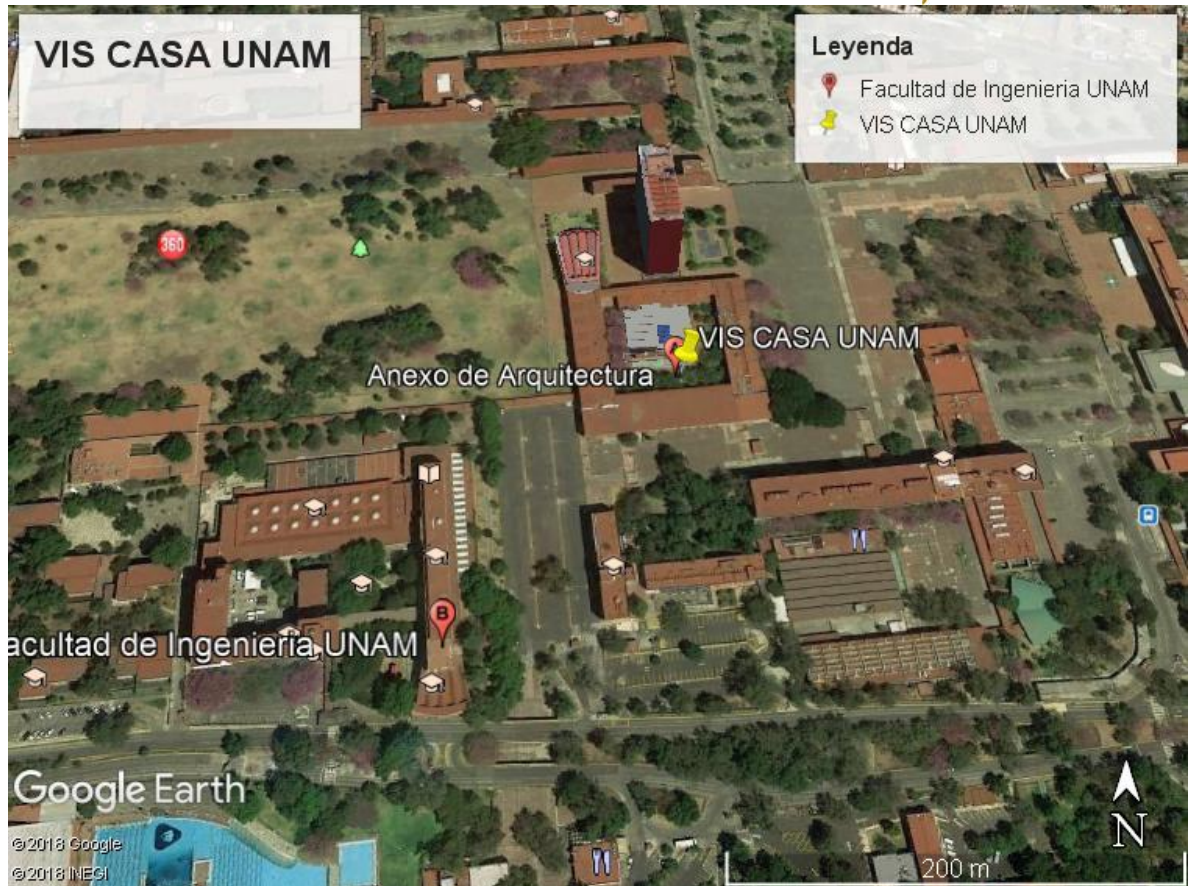 VIS CASA UNAM
Leyenda
Facultad de Ingenieria UNAM
VIS CASA UNAM
360
VIS CASA UNAM
Anexo de Arquitectura
B
acultad de Ingenieria UNAM
Google Earth
©2018 Google
©2018 INEGI
N
200 m